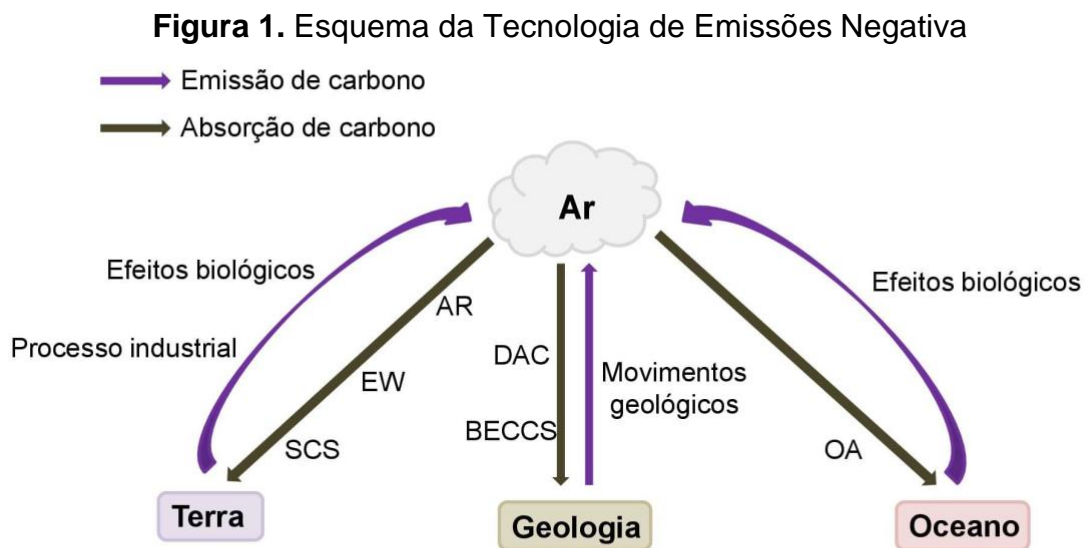 Figura 1. Esquema da Tecnologia de Emissões Negativa
Emissão de carbono
Absorção de carbono
Ar
Efeitos biológicos
Processo industrial
AR
EW
SCS
DAC
BECCS
Movimentos
geológicos
Efeitos biológicos
OA
Terra
Geologia
Oceano